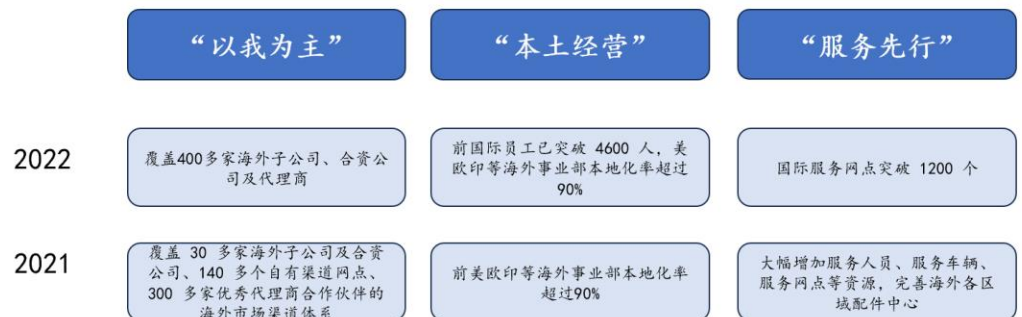 “以我为主” “本土经营” “服务先行”
2022
覆盖400多家海外子公司、合资公
司及代理商
前国际员工已突破 4600 人，美
欧印等海外事业部本地化率超过
90%
国际服务网点突破 1200 个
2021
覆盖 30 多家海外子公司及合资
公司、140 多个自有渠道网点、
300 多家优秀代理商合作伙伴的
海外市场渠道体系
前美欧印等海外事业部本地化率
超过90%
大幅增加服务人员、服务车辆、
服务网点等资源，完善海外各区
域配件中心